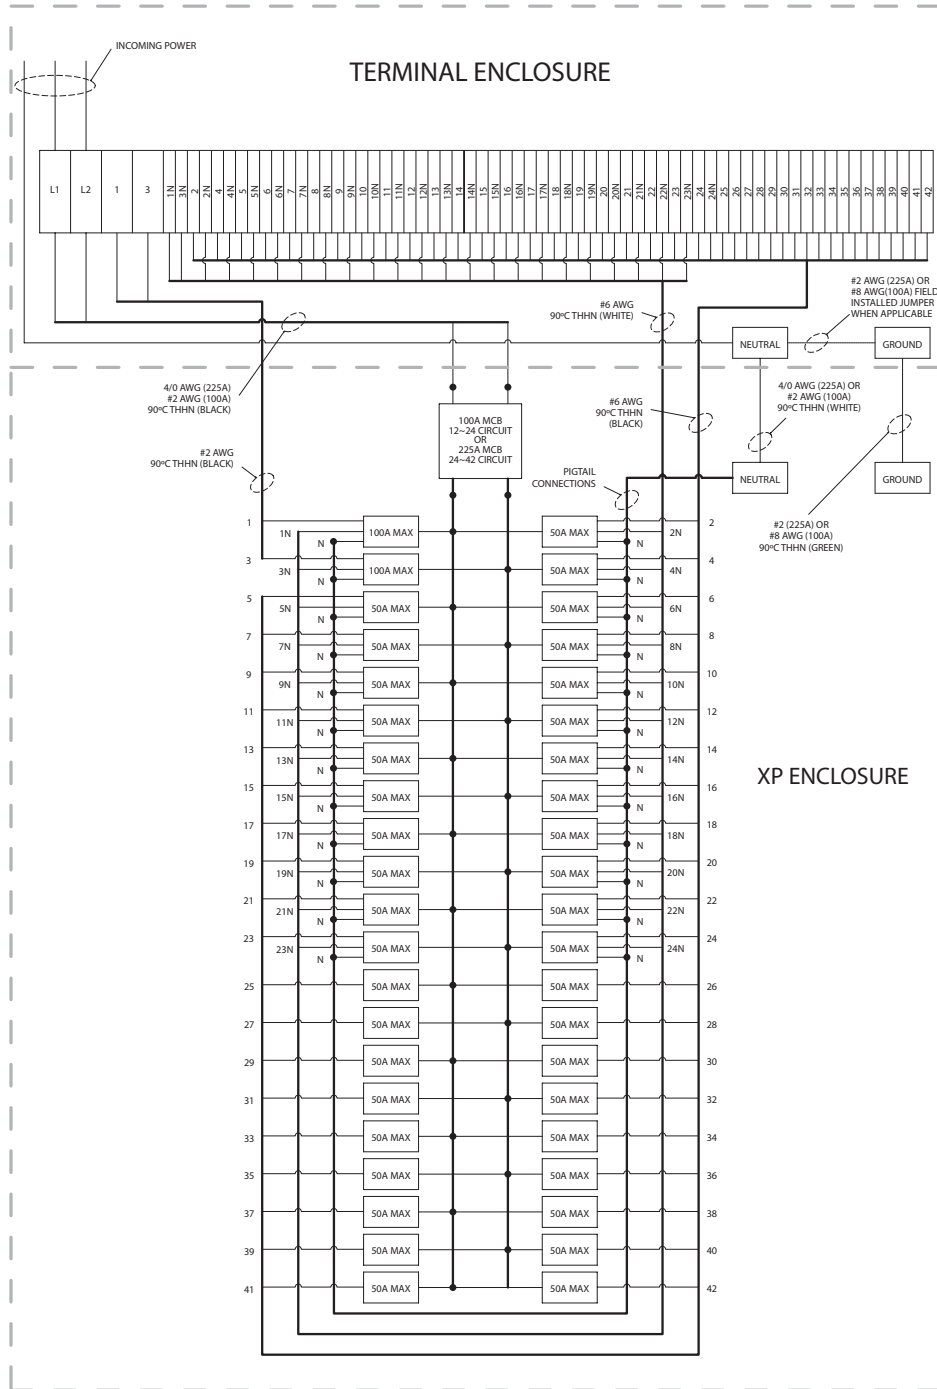 INCOMING POWER
TERMINAL ENCLOSURE
L1 L2 1 3 1N 3N 2 2N 4 4N 5 5N 6 6N 7 7N 8 8N 9 9N 10 10N 11 11N 12 12N 13 13N 14 14N 15 15N 16 16N 17 17N 18 18N 19 19N 20 20N 21 21N 22 22N 23 23N 24 24N 25 26 27 28 29 30 31 32 33 34 35 36 37 38 39 40 41 42
#2 AWG (225A) OR
#8 AWG(100A) FIELD
INSTALLED JUMPER
WHEN APPLICABLE
#6 AWG
90ºC THHN (WHITE)
NEUTRAL
GROUND
4/0 AWG (225A)
#2 AWG (100A)
90ºC THHN (BLACK)
4/0 AWG (225A) OR
#2 AWG (100A)
90ºC THHN (WHITE)
#6 AWG
90ºC THHN
(BLACK)
100A MCB
12~24 CIRCUIT
OR
225A MCB
24~42 CIRCUIT
#2 AWG
90ºC THHN (BLACK)
PIGTAIL
CONNECTIONS
NEUTRAL
GROUND
#2 (225A) OR
#8 AWG (100A)
90ºC THHN (GREEN)
1 2
1N 100A MAX 50A MAX 2N
N N
3 4
3N 100A MAX 50A MAX 4N
N N
5 6
5N 50A MAX 50A MAX 6N
N N
7 8
7N 50A MAX 50A MAX 8N
N N
9 10
9N 50A MAX 50A MAX 10N
N N
11 12
11N 50A MAX 50A MAX 12N
N N
13 14
13N 50A MAX 50A MAX 14N
N N
XP ENCLOSURE
15 16
15N 50A MAX 50A MAX 16N
N N
17 18
17N 50A MAX 50A MAX 18N
N N
19 20
19N 50A MAX 50A MAX 20N
N N
21 22
21N 50A MAX 50A MAX 22N
N N
23 24
23N 50A MAX 50A MAX 24N
N N
25 50A MAX 50A MAX 26
27 50A MAX 50A MAX 28
29 50A MAX 50A MAX 30
31 50A MAX 50A MAX 32
33 50A MAX 50A MAX 34
35 50A MAX 50A MAX 36
37 50A MAX 50A MAX 38
39 50A MAX 50A MAX 40
41 50A MAX 50A MAX 42